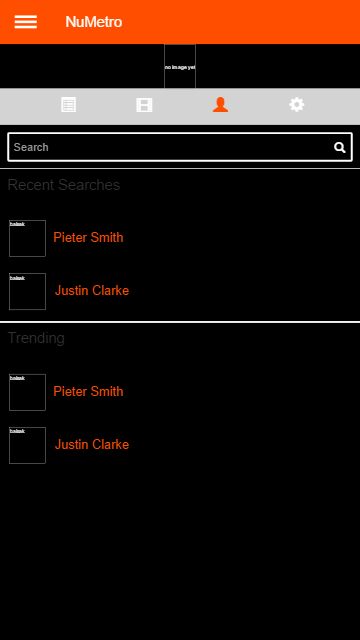 NuMetro
no image yet
Search
Recent Searches
Pieter Smith
Justin Clarke
Trending
Pieter Smith
Justin Clarke